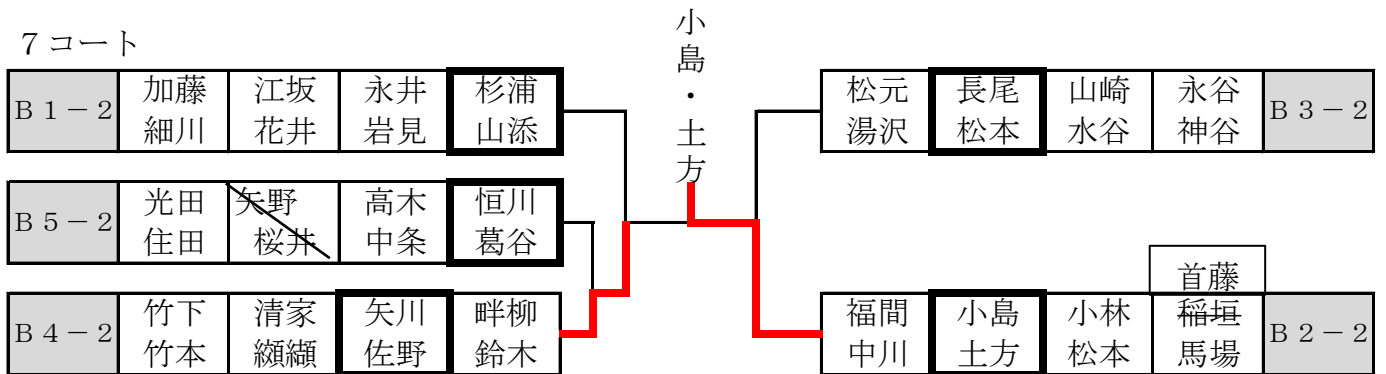 小島・土方
7コート
B1-2 加藤 江坂 永井 杉浦
細川 花井 岩見 山添
松元 長尾 山崎 永谷 B3-2
湯沢 松本 水谷 神谷
B5-2 光田 矢野 高木 恒川
住田 桜井 中条 葛谷
B4-2 竹下 清家 矢川 畔柳
竹本 纐纈 佐野 鈴木
首藤
福間 小島 小林 稲垣 B2-2
中川 土方 松本 馬場